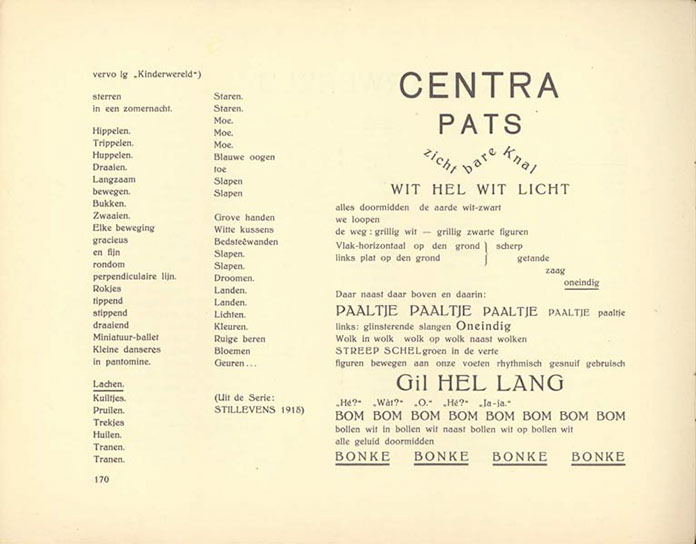 vervo lg „Kinderwereld“)
sterren
in een zomernacht.
Hippelen.
Trippelen.
Huppelen.
Draaien.
Langzaam
bewegen.
Bukken.
Zwaaien.
Elke beweging
gracieus
en fijn
rondom
perpendiculaire lijn.
Rokjes
tippend
stippend
draaiend
Miniatuur-ballet
Kleine danseres
in pantomine.
Lachen.
Kuiltjes.
Pruilen.
Trekjes
Huilen.
Tranen.
Tranen.
170
Staren.
Staren.
Moe.
Moe.
Moe.
Blauwe oogen
toe
Slapen
Slapen
Grove handen
Witte kussens
Bedsteêwanden
Slapen.
Slapen.
Droomen.
Landen.
Landen.
Lichten.
Kleuren.
Ruige beren
Bloemen
Geuren...
(Uit de Serie:
STILLEVENS 1915)
CENTRA
PATS
zicht bare Knal
WIT HEL WIT LICHT
alles doormidden de aarde wit-zwart
we loopen
de weg : grillig wit — grillig zwarte figuren
Vlak-horizontaal op den grond } scherp
links plat op den grond getande
zaag
oneindig
Daar naast daar boven en daarin:
PAALTJE PAALTJE PAALTJE PAALTJE paaltje
links: glinsterende slangen Oneindig
Wolk in wolk wolk op wolk naast wolken
STREEP SCHELgroen in de verte
figuren bewegen aan onze voeten rhythmisch gesnuif gebruisch
Gil HEL LANG
„Hé?“ „Wàt?“ „O.“ „Hé?“ „Ja-ja.“
BOM BOM BOM BOM BOM BOM BOM BOM
bollen wit in bollen wit naast bollen wit op bollen wit
alle geluid doormidden
BONKE BONKE BONKE BONKE